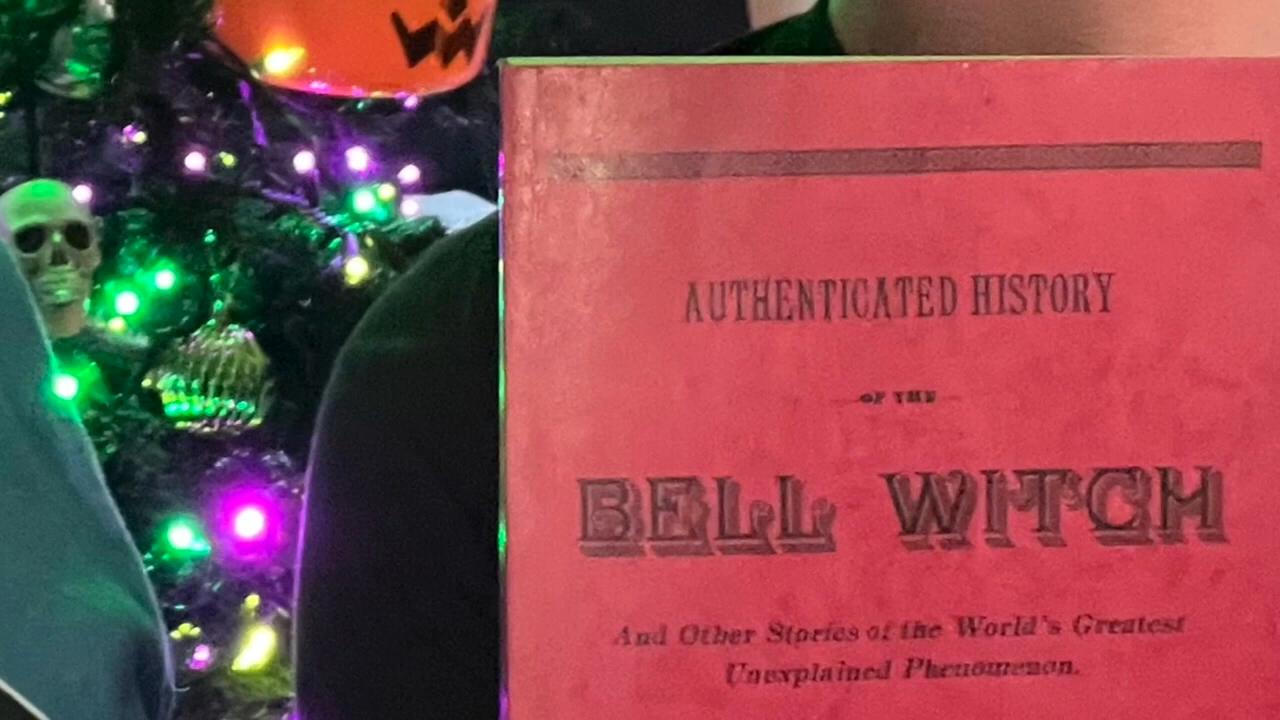 AUTHENTICATED HISTORY
OF THE
BELL WITCH
And Other Stories of the World's Greatest
Unexplained Phenomenon.